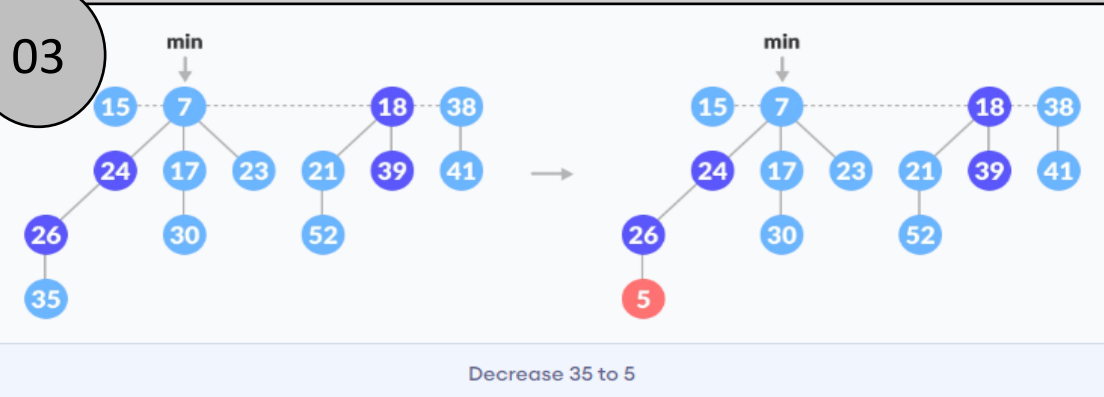 03
min min
15 7 18 38 15 7 18 38
24 17 23 21 39 41 24 17 23 21 39 41
26 30 52 26 30 52
35 5
Decrease 35 to 5